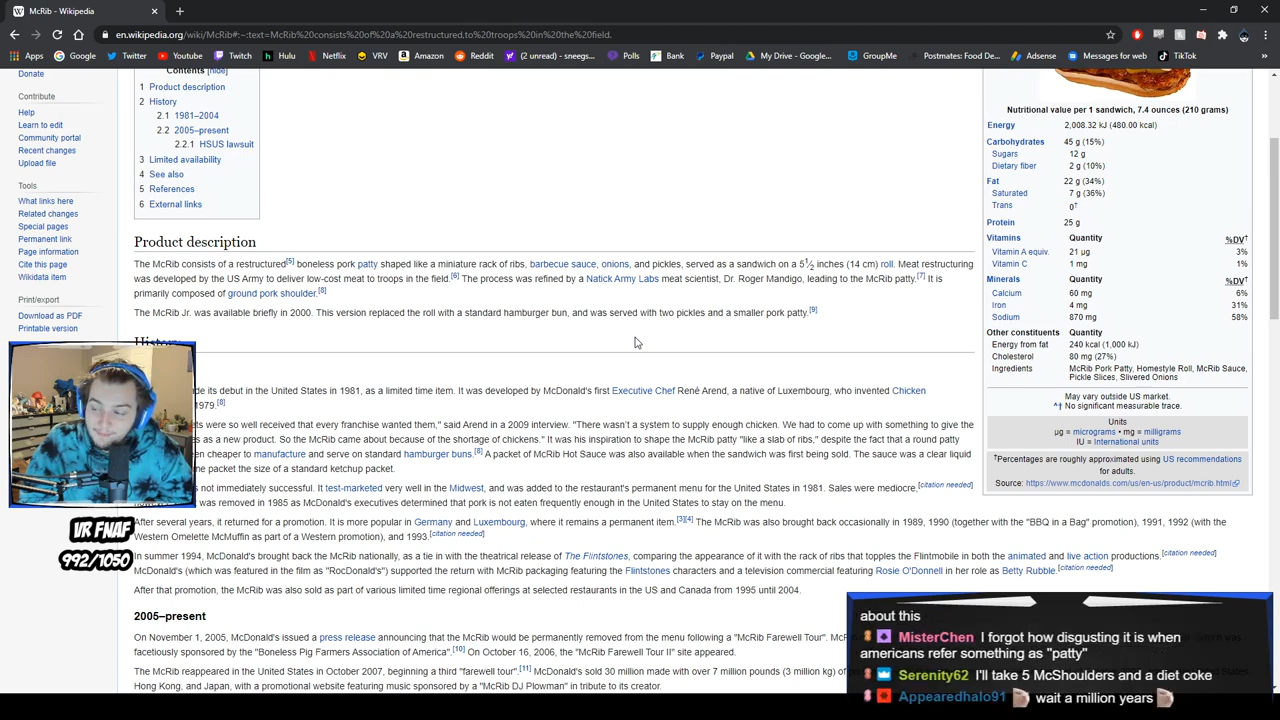 McRib - Wikipedia
en.wikipedia.org/wiki/McRib#:~:text=McRib%20consists%20of%20a%20restructured,to%20troops%20in%20the%20field.
Apps Google Twitter Youtube Twitch Hulu Netflix VRV Amazon Reddit (2 unread) - sneegs... Polls Bank Paypal My Drive - Google... GroupMe Postmates: Food De... Adsense Messages for web TikTok
Donate
Contribute
Help
Learn to edit
Community portal
Recent changes
Upload file
Tools
What links here
Related changes
Special pages
Permanent link
Page information
Cite this page
Wikidata item
Print/export
Download as PDF
Printable version
Contents [hide]
1 Product description
2 History
2.1 1981–2004
2.2 2005–present
2.2.1 HSUS lawsuit
3 Limited availability
4 See also
5 References
6 External links
Product description
The McRib consists of a restructured[5] boneless pork patty shaped like a miniature rack of ribs, barbecue sauce, onions, and pickles, served as a sandwich on a 5 1⁄2 inches (14 cm) roll. Meat restructuring
was developed by the US Army to deliver low-cost meat to troops in the field.[6] The process was refined by a Natick Army Labs meat scientist, Dr. Roger Mandigo, leading to the McRib patty.[7] It is
primarily composed of ground pork shoulder.[8]
The McRib Jr. was available briefly in 2000. This version replaced the roll with a standard hamburger bun, and was served with two pickles and a smaller pork patty.[9]
History
de its debut in the United States in 1981, as a limited time item. It was developed by McDonald's first Executive Chef René Arend, a native of Luxembourg, who invented Chicken
1979.[8]
ts were so well received that every franchise wanted them," said Arend in a 2009 interview. "There wasn't a system to supply enough chicken. We had to come up with something to give the
s as a new product. So the McRib came about because of the shortage of chickens." It was his inspiration to shape the McRib patty "like a slab of ribs," despite the fact that a round patty
en cheaper to manufacture and serve on standard hamburger buns.[8] A packet of McRib Hot Sauce was also available when the sandwich was first being sold. The sauce was a clear liquid
me packet the size of a standard ketchup packet.
not immediately successful. It test-marketed very well in the Midwest, and was added to the restaurant's permanent menu for the United States in 1981. Sales were mediocre,[citation needed]
was removed in 1985 as McDonald's executives determined that pork is not eaten frequently enough in the United States to stay on the menu.
After several years, it returned for a promotion. It is more popular in Germany and Luxembourg, where it remains a permanent item.[3][4] The McRib was also brought back occasionally in 1989, 1990 (together with the "BBQ in a Bag" promotion), 1991, 1992 (with the
Western Omelette McMuffin as part of a Western promotion), and 1993.[citation needed]
In summer 1994, McDonald's brought back the McRib nationally, as a tie in with the theatrical release of The Flintstones, comparing the appearance of it with the rack of ribs that topples the Flintmobile in both the animated and live action productions.[citation needed]
McDonald's (which was featured in the film as "RocDonald's") supported the return with McRib packaging featuring the Flintstones characters and a television commercial featuring Rosie O'Donnell in her role as Betty Rubble.[citation needed]
After that promotion, the McRib was also sold as part of various limited time regional offerings at selected restaurants in the US and Canada from 1995 until 2004.
2005–present
On November 1, 2005, McDonald's issued a press release announcing that the McRib would be permanently removed from the menu following a "McRib Farewell Tour".
facetiously sponsored by the "Boneless Pig Farmers Association of America".[10] On October 16, 2006, the "McRib Farewell Tour II" site appeared.
The McRib reappeared in the United States in October 2007, beginning a third "farewell tour".[11] McDonald's sold 30 million made with over 7 million pounds (3 million kg) of
Hong Kong, and Japan, with a promotional website featuring music sponsored by a "McRib DJ Plowman" in tribute to its creator.
Nutritional value per 1 sandwich, 7.4 ounces (210 grams)
Energy 2,008.32 kJ (480.00 kcal)
Carbohydrates 45 g (15%)
Sugars 12 g
Dietary fiber 2 g (10%)
Fat 22 g (34%)
Saturated 7 g (36%)
Trans 0†
Protein 25 g
Vitamins Quantity %DV†
Vitamin A equiv. 21 μg 3%
Vitamin C 1 mg 1%
Minerals Quantity %DV†
Calcium 60 mg 6%
Iron 4 mg 31%
Sodium 870 mg 58%
Other constituents Quantity
Energy from fat 240 kcal (1,000 kJ)
Cholesterol 80 mg (27%)
Ingredients McRib Pork Patty, Homestyle Roll, McRib Sauce,
Pickle Slices, Slivered Onions
May vary outside US market.
^† No significant measurable trace.
Units
μg = micrograms • mg = milligrams
IU = International units
†Percentages are roughly approximated using US recommendations
for adults.
Source: https://www.mcdonalds.com/us/en-us/product/mcrib.html
VR FNAF
992/1050
about this
MisterChen I forgot how disgusting it is when
americans refer something as "patty"
Serenity62 I'll take 5 McShoulders and a diet coke
Appearedhalo91 wait a million years